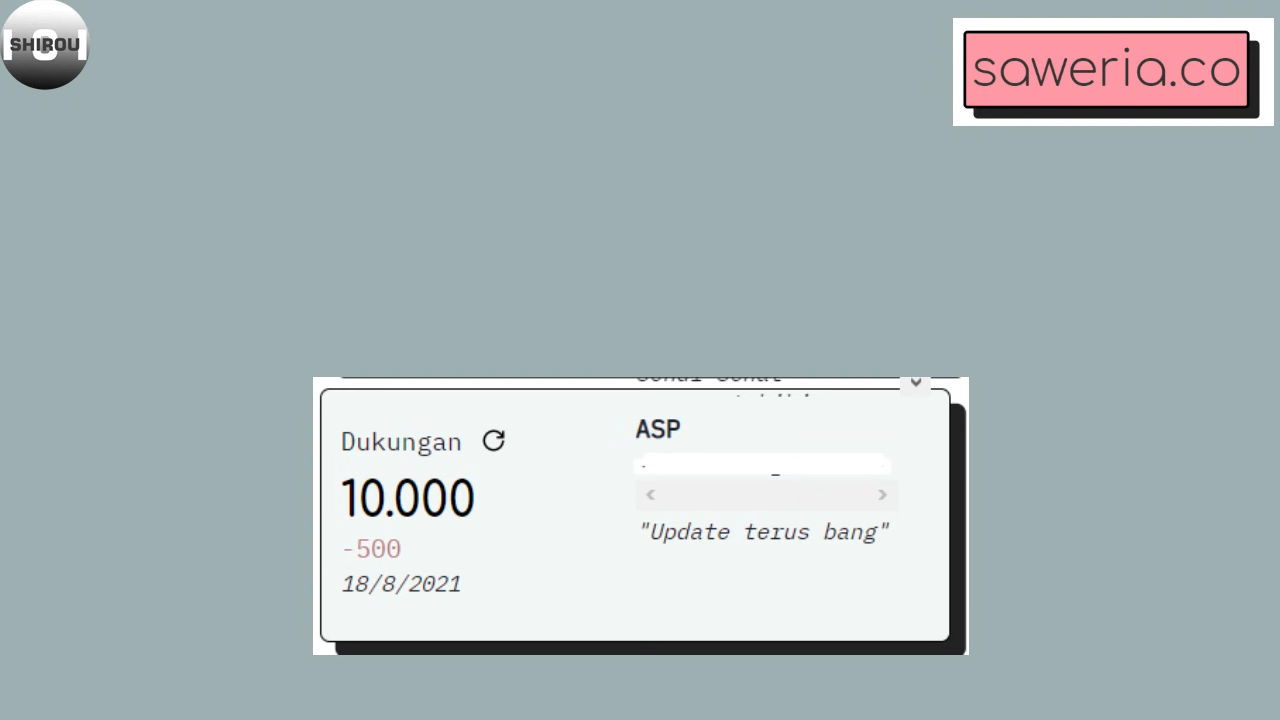 SHIROU
saweria.co
ASP
Dukungan
10.000
"Update terus bang"
-500
18/8/2021